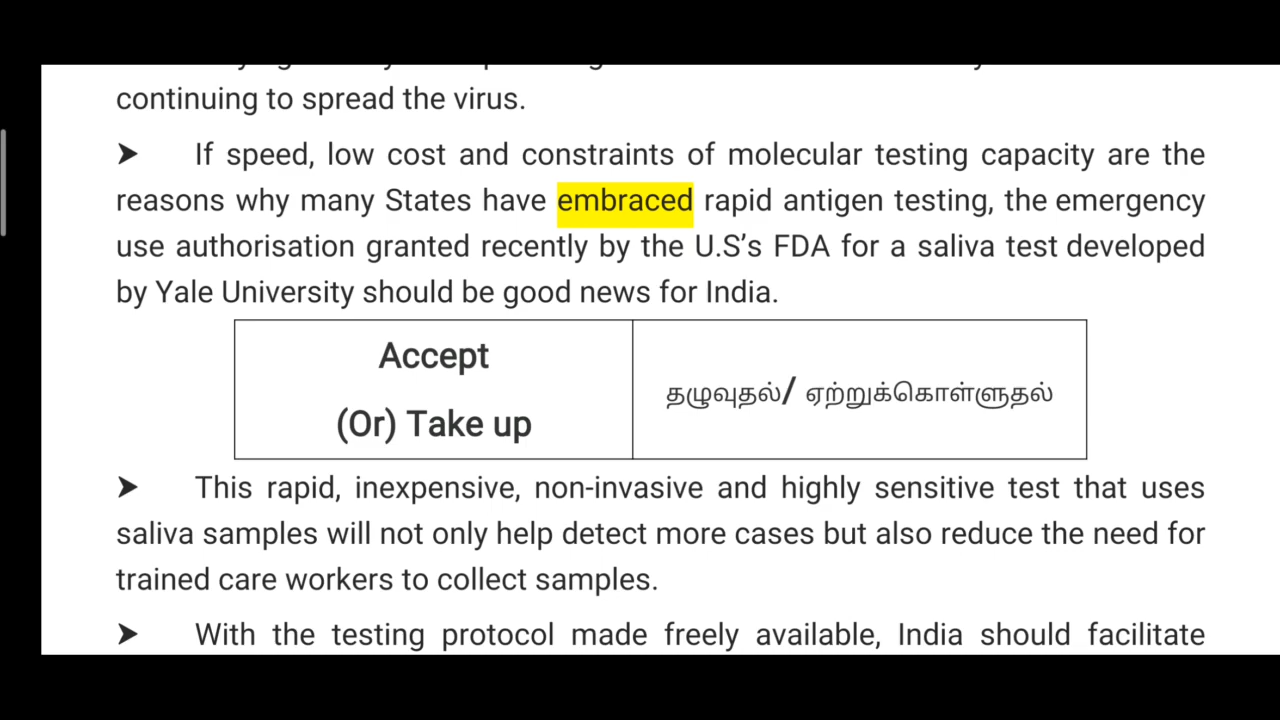 continuing to spread the virus.
➤ If speed, low cost and constraints of molecular testing capacity are the
reasons why many States have embraced rapid antigen testing, the emergency
use authorisation granted recently by the U.S’s FDA for a saliva test developed
by Yale University should be good news for India.
Accept
(Or) Take up
தழுவுதல்/ ஏற்றுக்கொள்ளுதல்
➤ This rapid, inexpensive, non-invasive and highly sensitive test that uses
saliva samples will not only help detect more cases but also reduce the need for
trained care workers to collect samples.
➤ With the testing protocol made freely available, India should facilitate